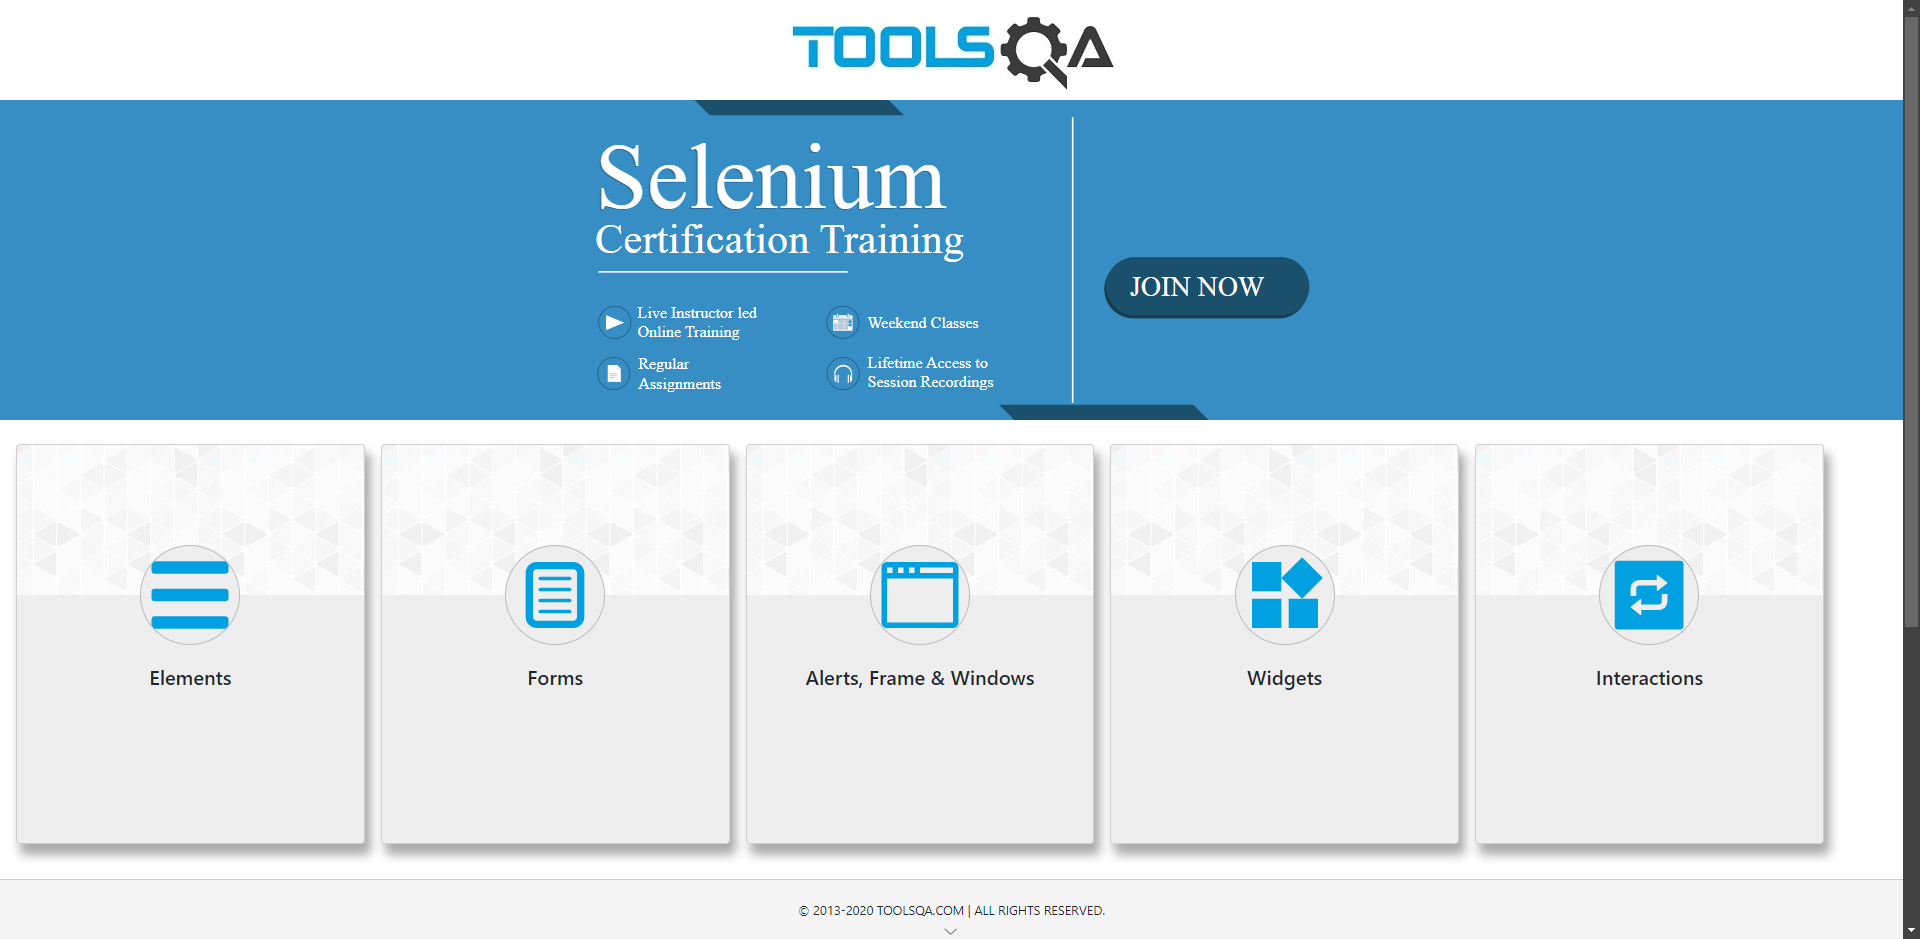 TOOLSQA
Selenium
Certification Training
JOIN NOW
Live Instructor led
Online Training
Weekend Classes
Regular
Assignments
Lifetime Access to
Session Recordings
Elements
Forms
Alerts, Frame & Windows
Widgets
Interactions
© 2013-2020 TOOLSQA.COM | ALL RIGHTS RESERVED.